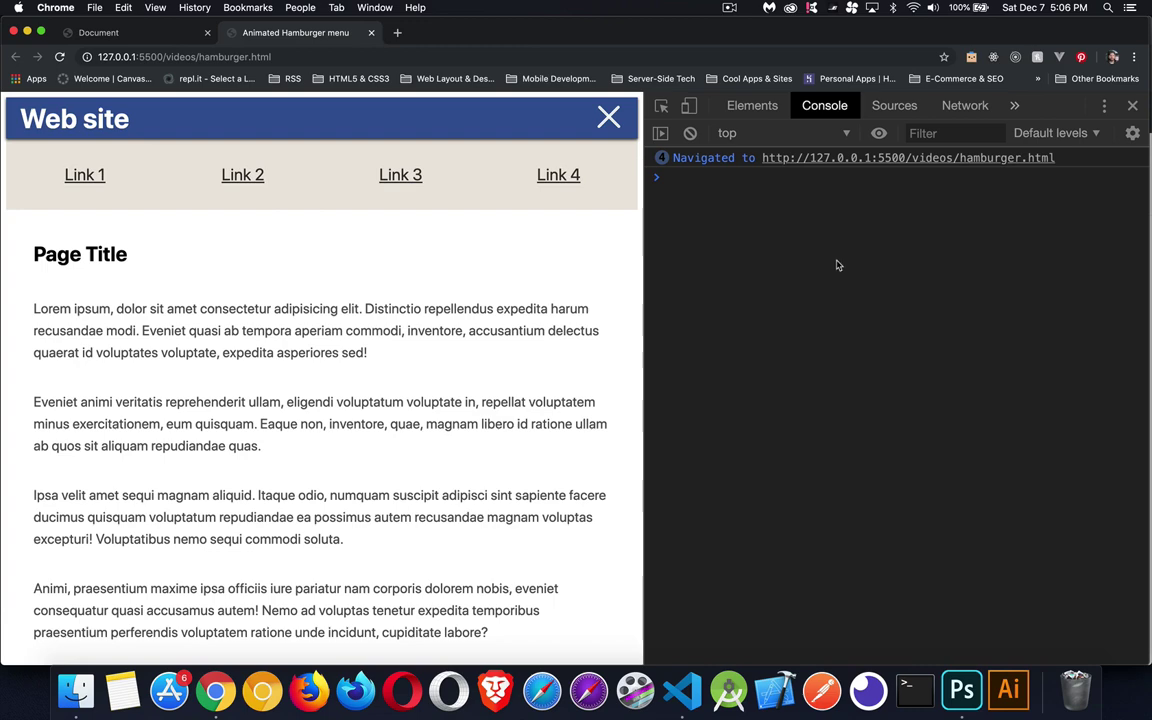 Chrome File Edit View History Bookmarks People Tab Window Help 100% Sat Dec 7 5:06 PM
Document Animated Hamburger menu
127.0.0.1:5500/videos/hamburger.html
Apps Welcome | Canvas... repl.it - Select a L... RSS HTML5 & CSS3 Web Layout & Des... Mobile Developm... Server-Side Tech Cool Apps & Sites Personal Apps | H... E-Commerce & SEO » Other Bookmarks
Elements Console Sources Network »
top Filter Default levels
4 Navigated to http://127.0.0.1:5500/videos/hamburger.html
Web site
Link 1 Link 2 Link 3 Link 4
Page Title
Lorem ipsum, dolor sit amet consectetur adipisicing elit. Distinctio repellendus expedita harum
recusandae modi. Eveniet quasi ab tempora aperiam commodi, inventore, accusantium delectus
quaerat id voluptates voluptate, expedita asperiores sed!
Eveniet animi veritatis reprehenderit ullam, eligendi voluptatum voluptate in, repellat voluptatem
minus exercitationem, eum quisquam. Eaque non, inventore, quae, magnam libero id ratione ullam
ab quos sit aliquam repudiandae quas.
Ipsa velit amet sequi magnam aliquid. Itaque odio, numquam suscipit adipisci sint sapiente facere
ducimus quisquam voluptatum repudiandae ea possimus autem recusandae magnam voluptas
excepturi! Voluptatibus nemo sequi commodi soluta.
Animi, praesentium maxime ipsa officiis iure pariatur nam corporis dolorem nobis, eveniet
consequatur quasi accusamus autem! Nemo ad voluptas tenetur expedita temporibus
praesentium perferendis voluptatem ratione unde incidunt, cupiditate labore?
6
Ps Ai